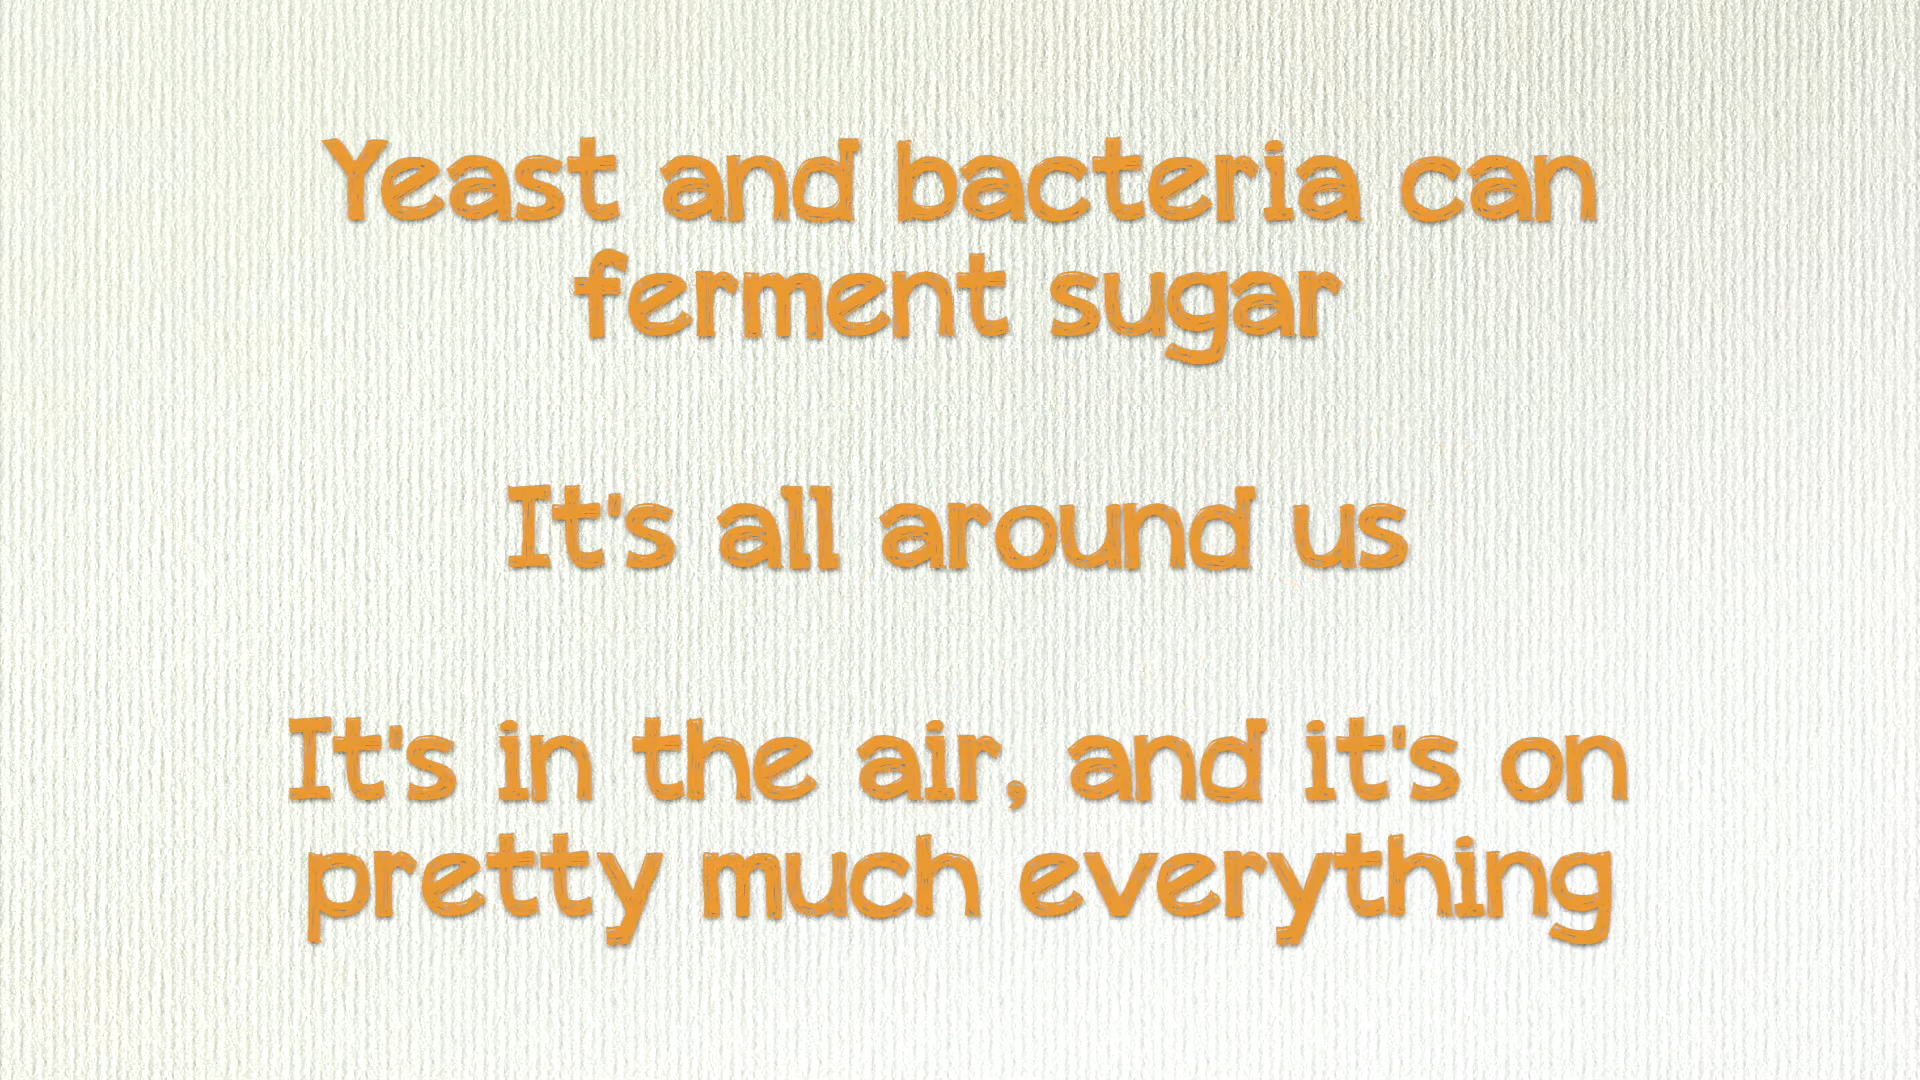 Yeast and bacteria can
ferment sugar
It's all around us
It's in the air, and it's on
pretty much everything